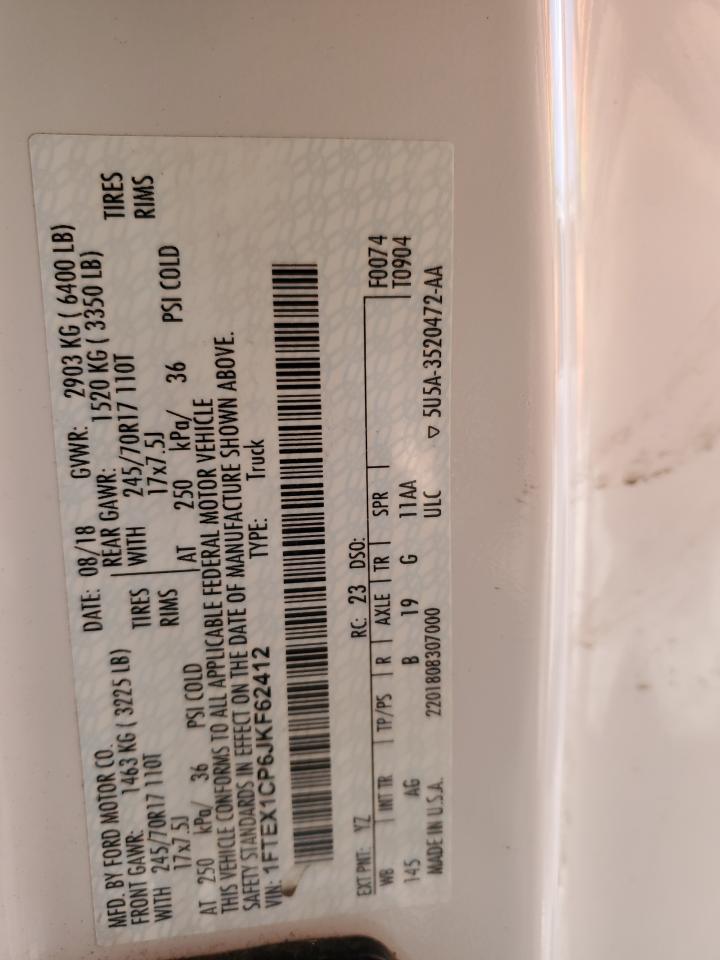 MFD. BY FORD MOTOR CO. DATE: 08/18 GVWR: 2903 KG ( 6400 LB)
FRONT GAWR: 1463 KG ( 3225 LB) REAR GAWR: 1520 KG ( 3350 LB)
WITH 245/70R17 110T TIRES WITH 245/70R17 110T TIRES
17x7.5J RIMS 17x7.5J RIMS
AT 250 kPa/ 36 PSI COLD AT 250 kPa/ 36 PSI COLD
THIS VEHICLE CONFORMS TO ALL APPLICABLE FEDERAL MOTOR VEHICLE
SAFETY STANDARDS IN EFFECT ON THE DATE OF MANUFACTURE SHOWN ABOVE.
VIN: 1FTEX1CP6JKF62412 TYPE: Truck
EXT PNT: YZ RC: 23 DSO: F0074
WB INT TR TP/PS R AXLE TR SPR T0904
145 AG B 19 G 11AA
MADE IN U.S.A. 2201808307000 ULC ▽ 5U5A-3520472-AA